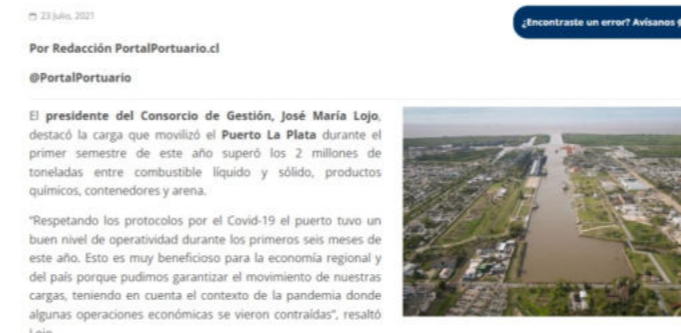 23 julio, 2021
¿Encontraste un error? Avísanos
Por Redacción PortalPortuario.cl
@PortalPortuario
El presidente del Consorcio de Gestión, José María Lojo,
destacó la carga que movilizó el Puerto La Plata durante el
primer semestre de este año superó los 2 millones de
toneladas entre combustible líquido y sólido, productos
químicos, contenedores y arena.
"Respetando los protocolos por el Covid-19 el puerto tuvo un
buen nivel de operatividad durante los primeros seis meses de
este año. Esto es muy beneficioso para la economía regional y
del país porque pudimos garantizar el movimiento de nuestras
cargas, teniendo en cuenta el contexto de la pandemia donde
algunas operaciones económicas se vieron contraídas", resaltó